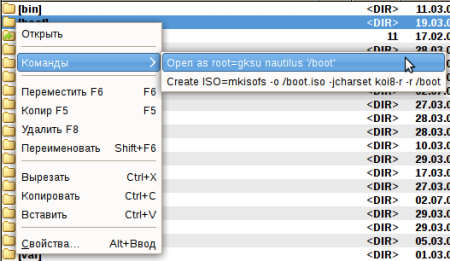 [bin] <DIR> 11.03.0
<DIR> 19.03.0
Открыть 11 17.02.0
<DIR> 28.03.0
Команды Open as root=gksu nautilus '/boot'
Create ISO=mkisofs -o /boot.iso -jcharset koi8-r -r /boot
Переместить F6 F6
<DIR> 27.03.0
Копир F5 F5 <DIR> 28.03.0
Удалить F8 <DIR> 28.03.0
Переименовать Shift+F6 <DIR> 10.03.0
<DIR> 29.03.0
Вырезать Ctrl+X <DIR> 17.03.0
Копировать Ctrl+C <DIR> 27.03.0
<DIR> 02.07.0
Вставить Ctrl+V <DIR> 29.03.0
<DIR> 29.03.0
Свойства... Alt+Ввод <DIR> 05.03.0
[var] <DIR> 01.03.0